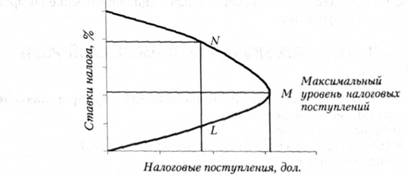 Ставки налога, %
N
M
Максимальный
уровень налоговых
поступлений
L
Налоговые поступления, дол.